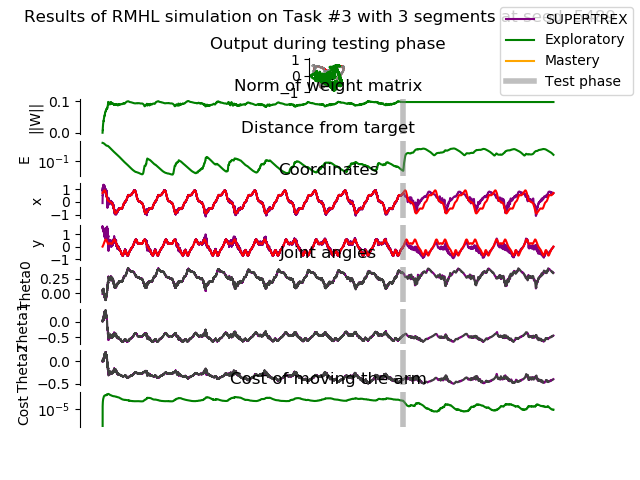 Results of RMHL simulation on Task #3 with 3 segments at seed
SUPERTREX
Exploratory
Mastery
Test phase
Output during testing phase
1
0
−1
Norm of weight matrix
0.1
0.0
||W||
Distance from target
10⁻¹
E
Coordinates
1
0
−1
x
1
0
−1
y
Joint angles
0.25
0.00
Theta0
0.0
−0.5
Theta1
0.0
−0.5
Theta2
Cost of moving the arm
10⁻⁵
Cost